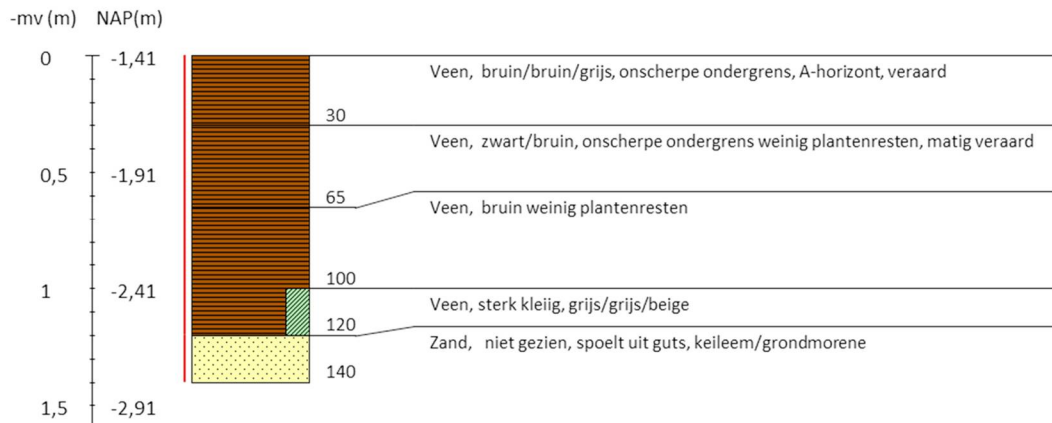 -mv (m) NAP(m)
0 -1,41
Veen, bruin/bruin/grijs, onscherpe ondergrens, A-horizont, veraard
30
Veen, zwart/bruin, onscherpe ondergrens weinig plantenresten, matig veraard
0,5 -1,91
65
Veen, bruin weinig plantenresten
100
1 -2,41
Veen, sterk kleiig, grijs/grijs/beige
120
Zand, niet gezien, spoelt uit guts, keileem/grondmorene
140
1,5 -2,91